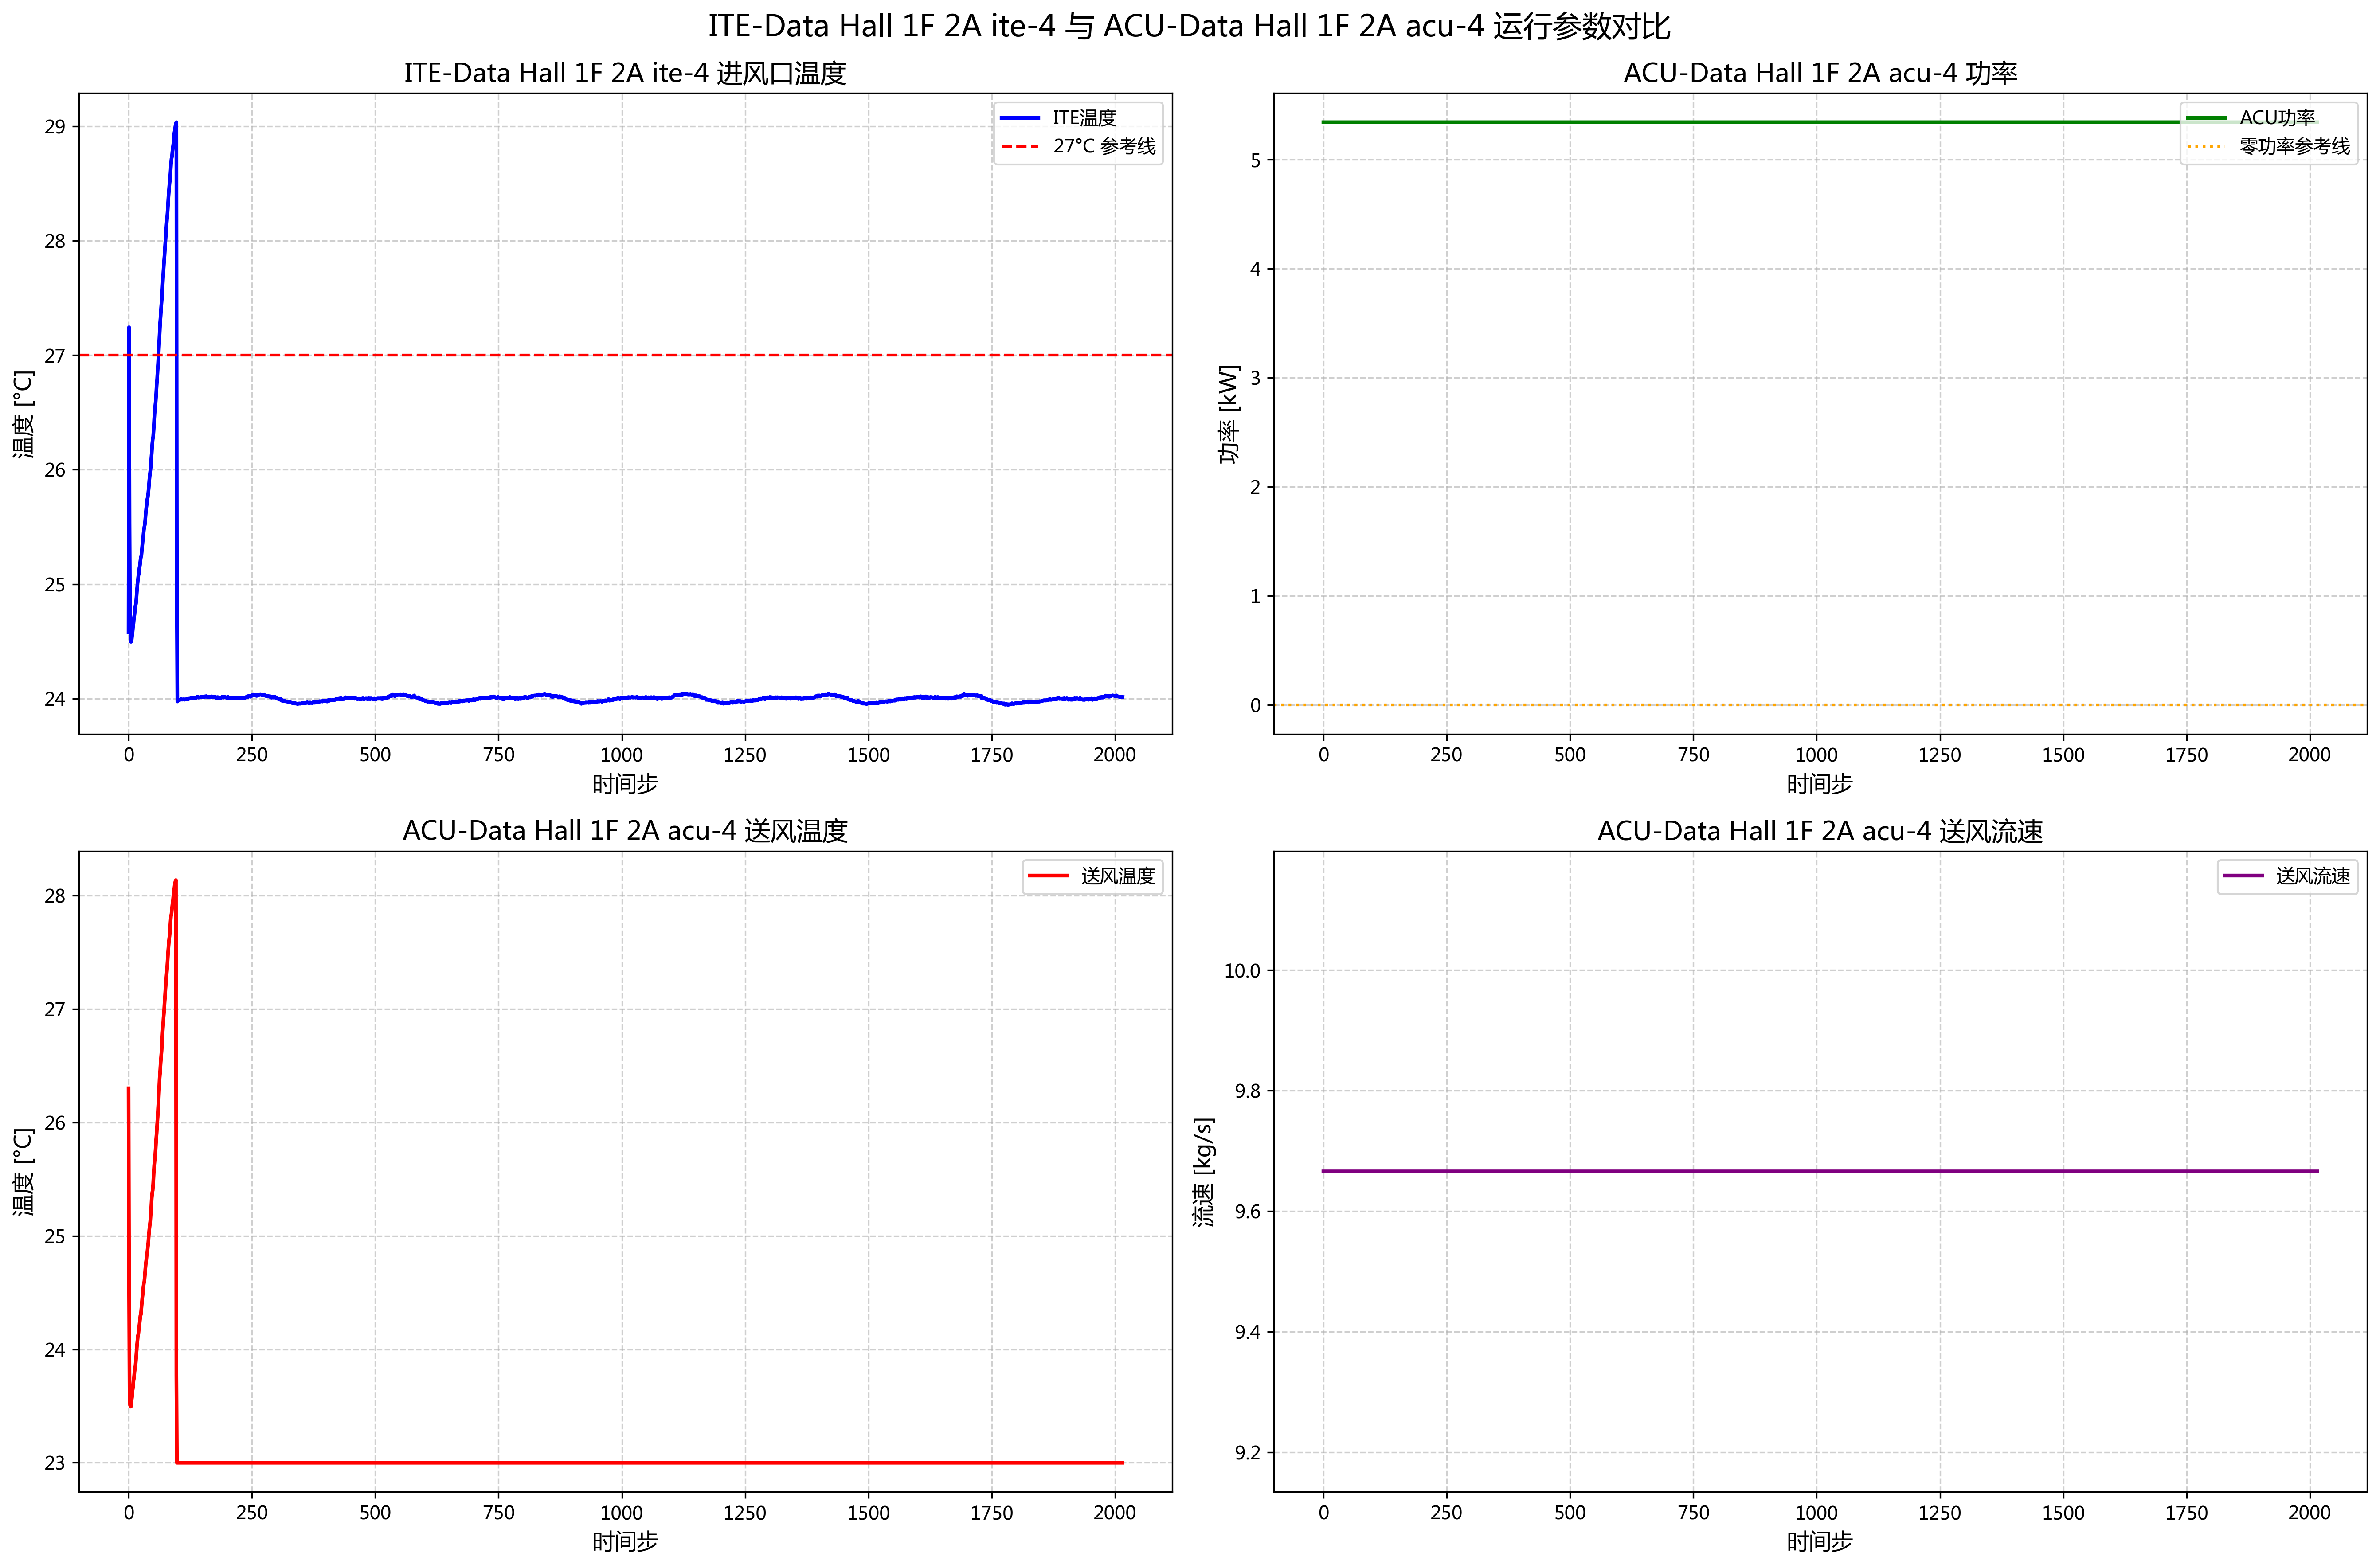 ITE-Data Hall 1F 2A ite-4 与 ACU-Data Hall 1F 2A acu-4 运行参数对比
ITE-Data Hall 1F 2A ite-4 进风口温度
29
28
27
26
25
24
温度 [°C]
ITE温度
27°C 参考线
0 250 500 750 1000 1250 1500 1750 2000
时间步
ACU-Data Hall 1F 2A acu-4 功率
5
4
3
2
1
0
功率 [kW]
ACU功率
零功率参考线
0 250 500 750 1000 1250 1500 1750 2000
时间步
ACU-Data Hall 1F 2A acu-4 送风温度
28
27
26
25
24
23
温度 [°C]
送风温度
0 250 500 750 1000 1250 1500 1750 2000
时间步
ACU-Data Hall 1F 2A acu-4 送风流速
10.0
9.8
9.6
9.4
9.2
流速 [kg/s]
送风流速
0 250 500 750 1000 1250 1500 1750 2000
时间步